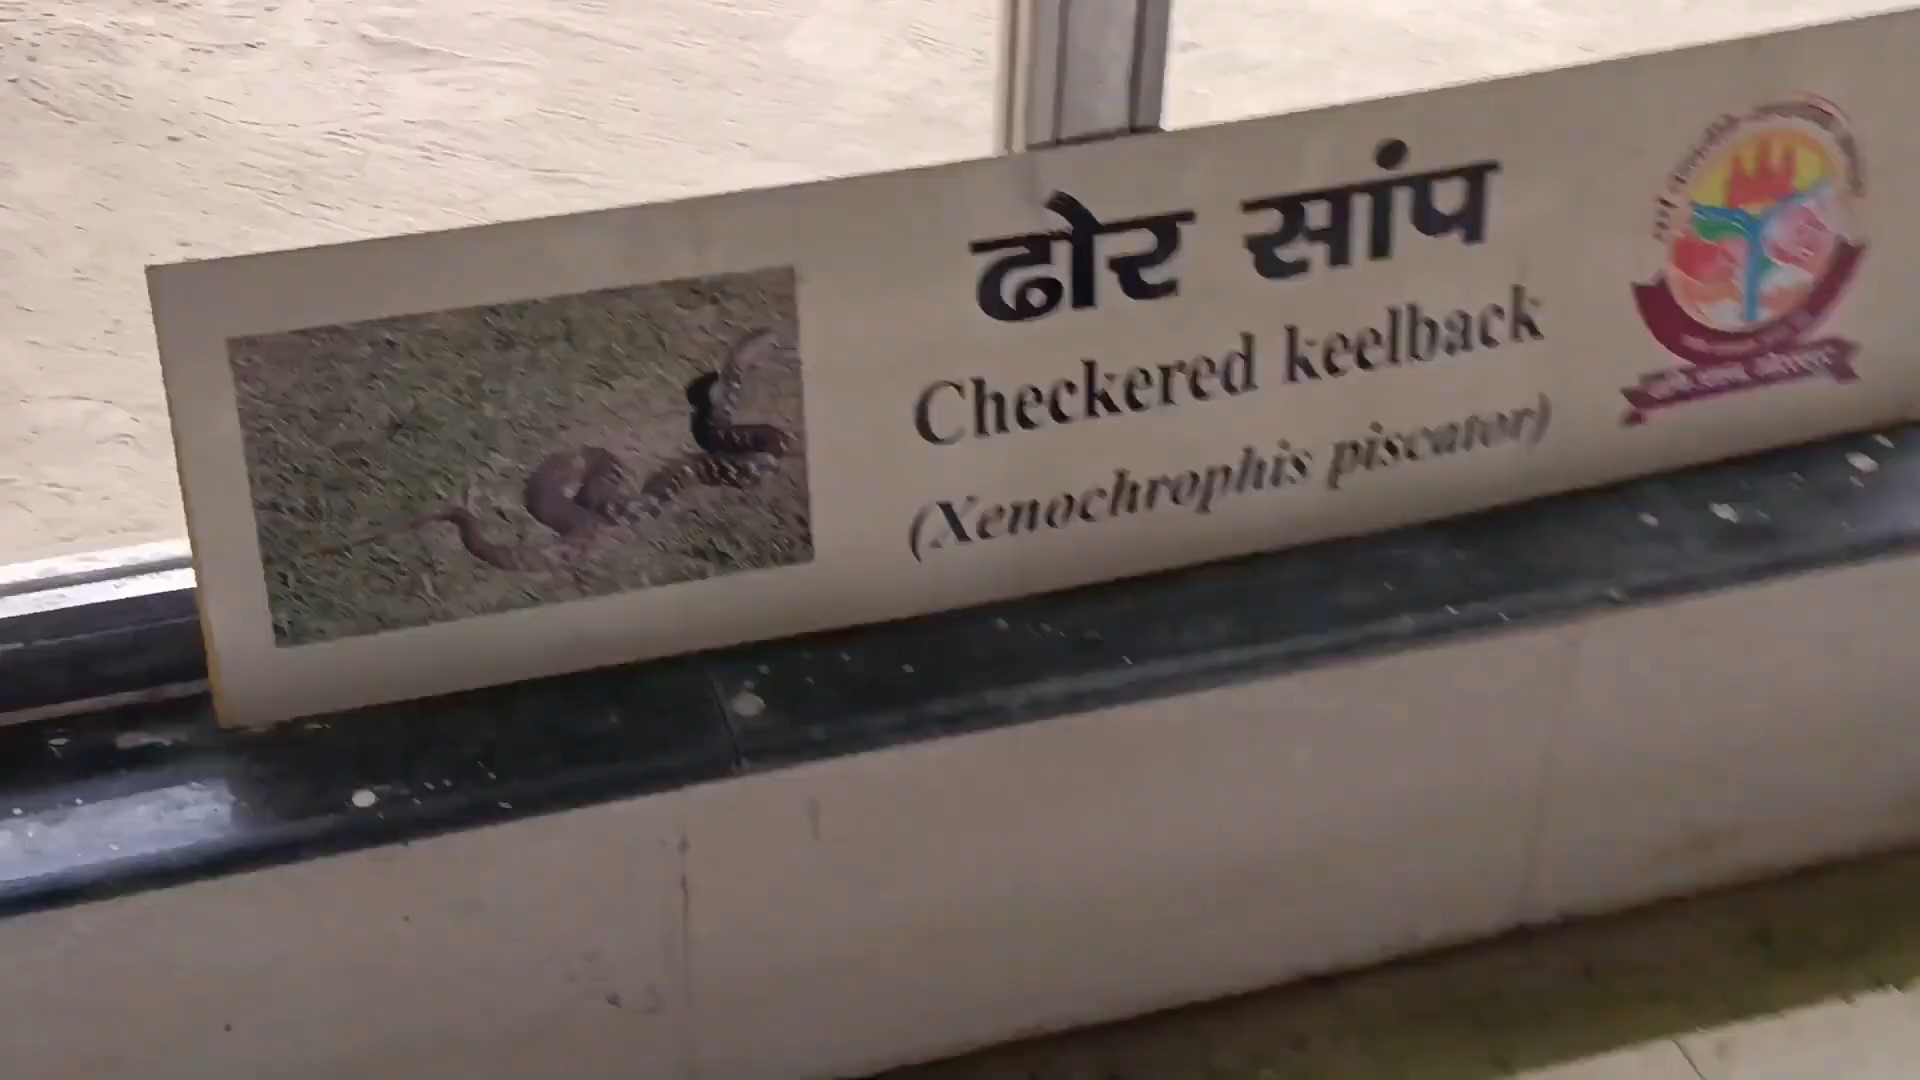 ढोर सांप
Checkered keelback
(Xenochrophis piscator)